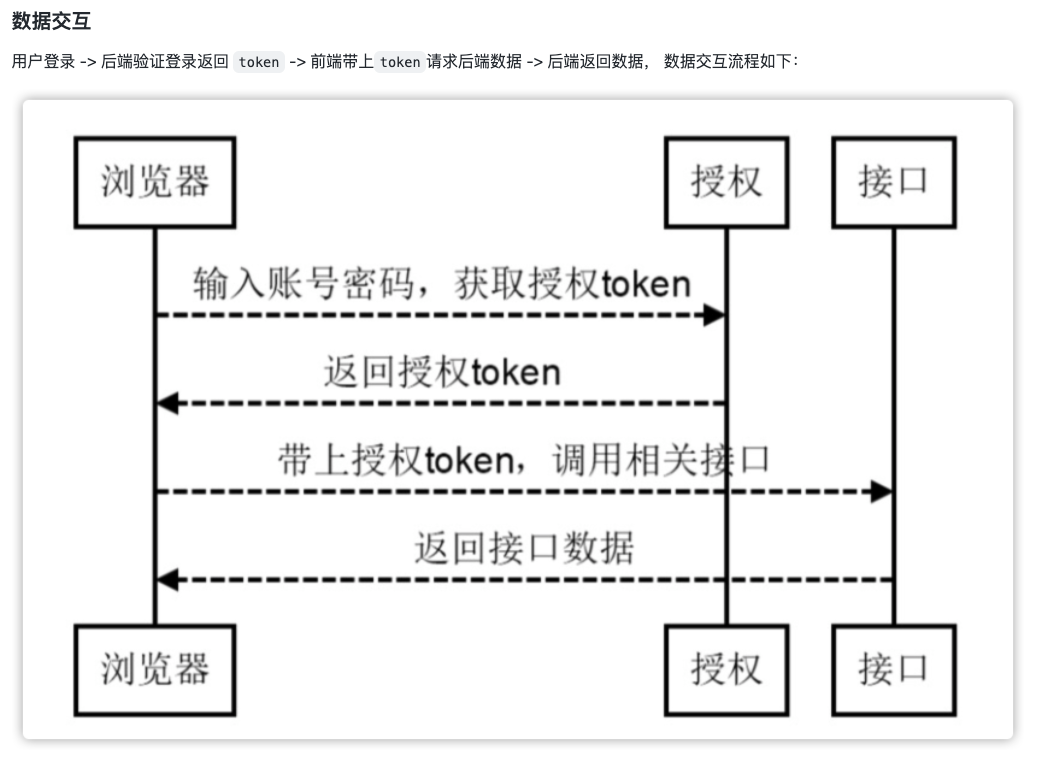 数据交互
用户登录 -> 后端验证登录返回 token -> 前端带上token请求后端数据 -> 后端返回数据， 数据交互流程如下：
浏览器 授权 接口
输入账号密码，获取授权token
返回授权token
带上授权token，调用相关接口
返回接口数据
浏览器 授权 接口